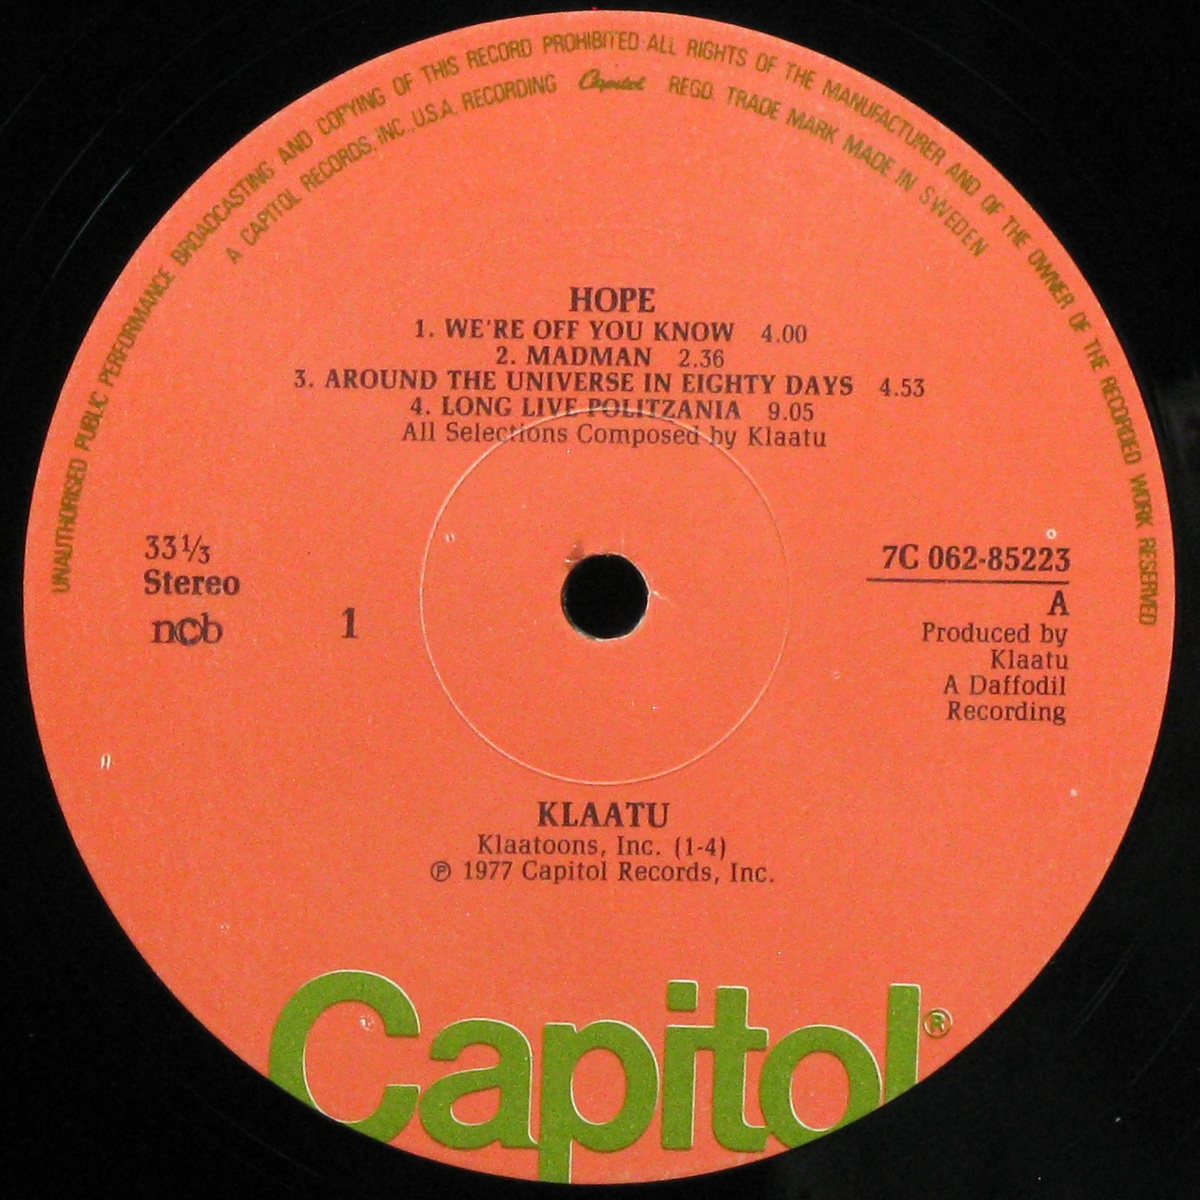 UNAUTHORISED PUBLIC PERFORMANCE BROADCASTING AND COPYING OF THIS RECORD PROHIBITED·ALL RIGHTS OF THE MANUFACTURER AND OF THE OWNER OF THE RECORDED WORK RESERVED
A CAPITOL RECORDS, INC., U.S.A. RECORDING Capitol REGD. TRADE MARK MADE IN SWEDEN
HOPE
1. WE'RE OFF YOU KNOW 4.00
2. MADMAN 2.36
3. AROUND THE UNIVERSE IN EIGHTY DAYS 4.53
4. LONG LIVE POLITZANIA 9.05
All Selections Composed by Klaatu
33⅓
Stereo
ncb
1
7C 062-85223
A
Produced by
Klaatu
A Daffodil
Recording
KLAATU
Klaatoons, Inc. (1-4)
℗ 1977 Capitol Records, Inc.
Capitol®